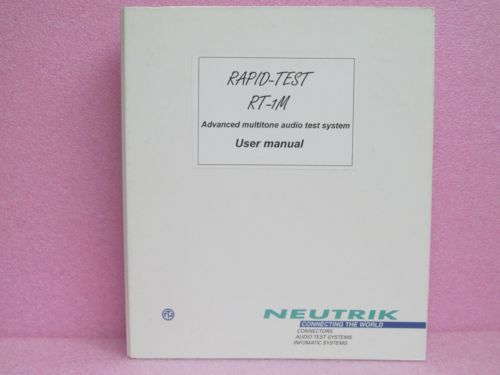 RAPID-TEST
RT-1M
Advanced multitone audio test system
User manual
NEUTRIK
CONNECTING THE WORLD
CONNECTORS
AUDIO TEST SYSTEMS
INFOMATIC SYSTEMS